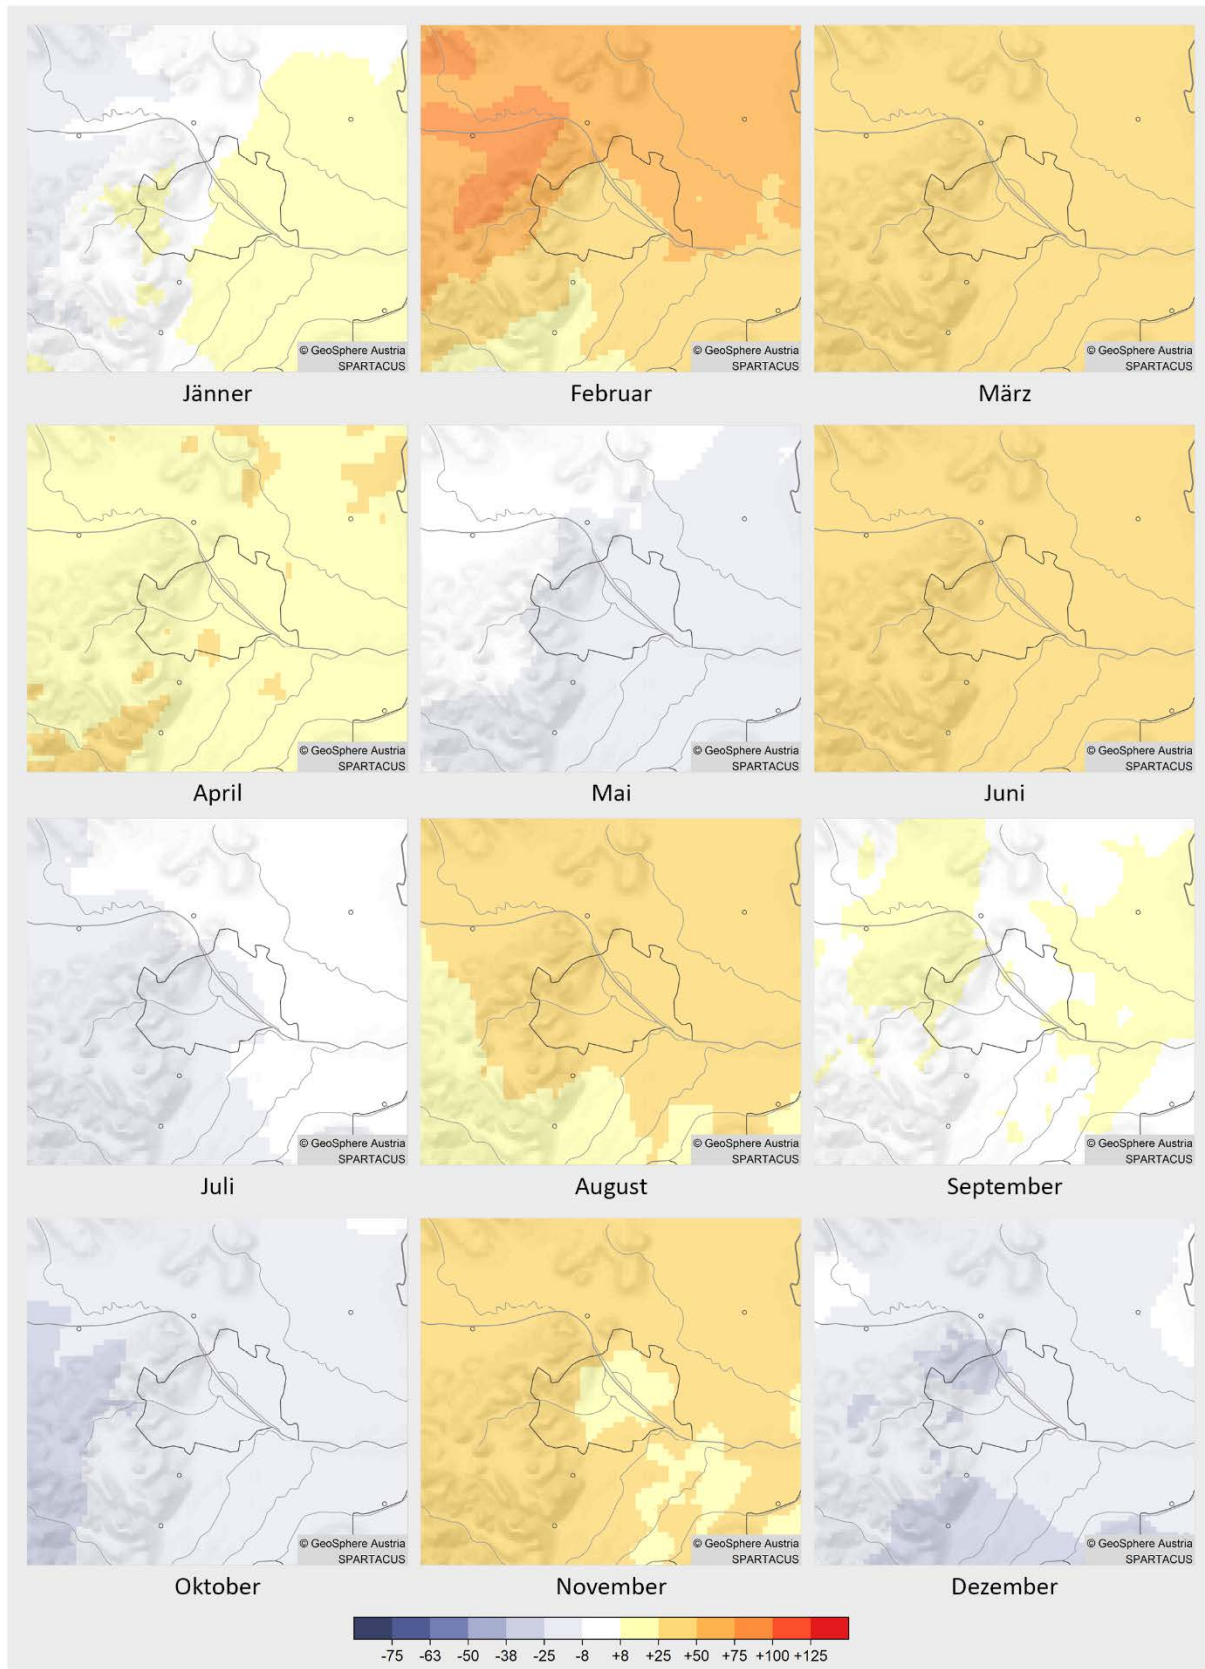 © GeoSphere Austria
SPARTACUS
© GeoSphere Austria
SPARTACUS
© GeoSphere Austria
SPARTACUS
Jänner
Februar
März
© GeoSphere Austria
SPARTACUS
© GeoSphere Austria
SPARTACUS
© GeoSphere Austria
SPARTACUS
April
Mai
Juni
© GeoSphere Austria
SPARTACUS
© GeoSphere Austria
SPARTACUS
© GeoSphere Austria
SPARTACUS
Juli
August
September
© GeoSphere Austria
SPARTACUS
© GeoSphere Austria
SPARTACUS
© GeoSphere Austria
SPARTACUS
Oktober
November
Dezember
-75 -63 -50 -38 -25 -8 +8 +25 +50 +75 +100 +125